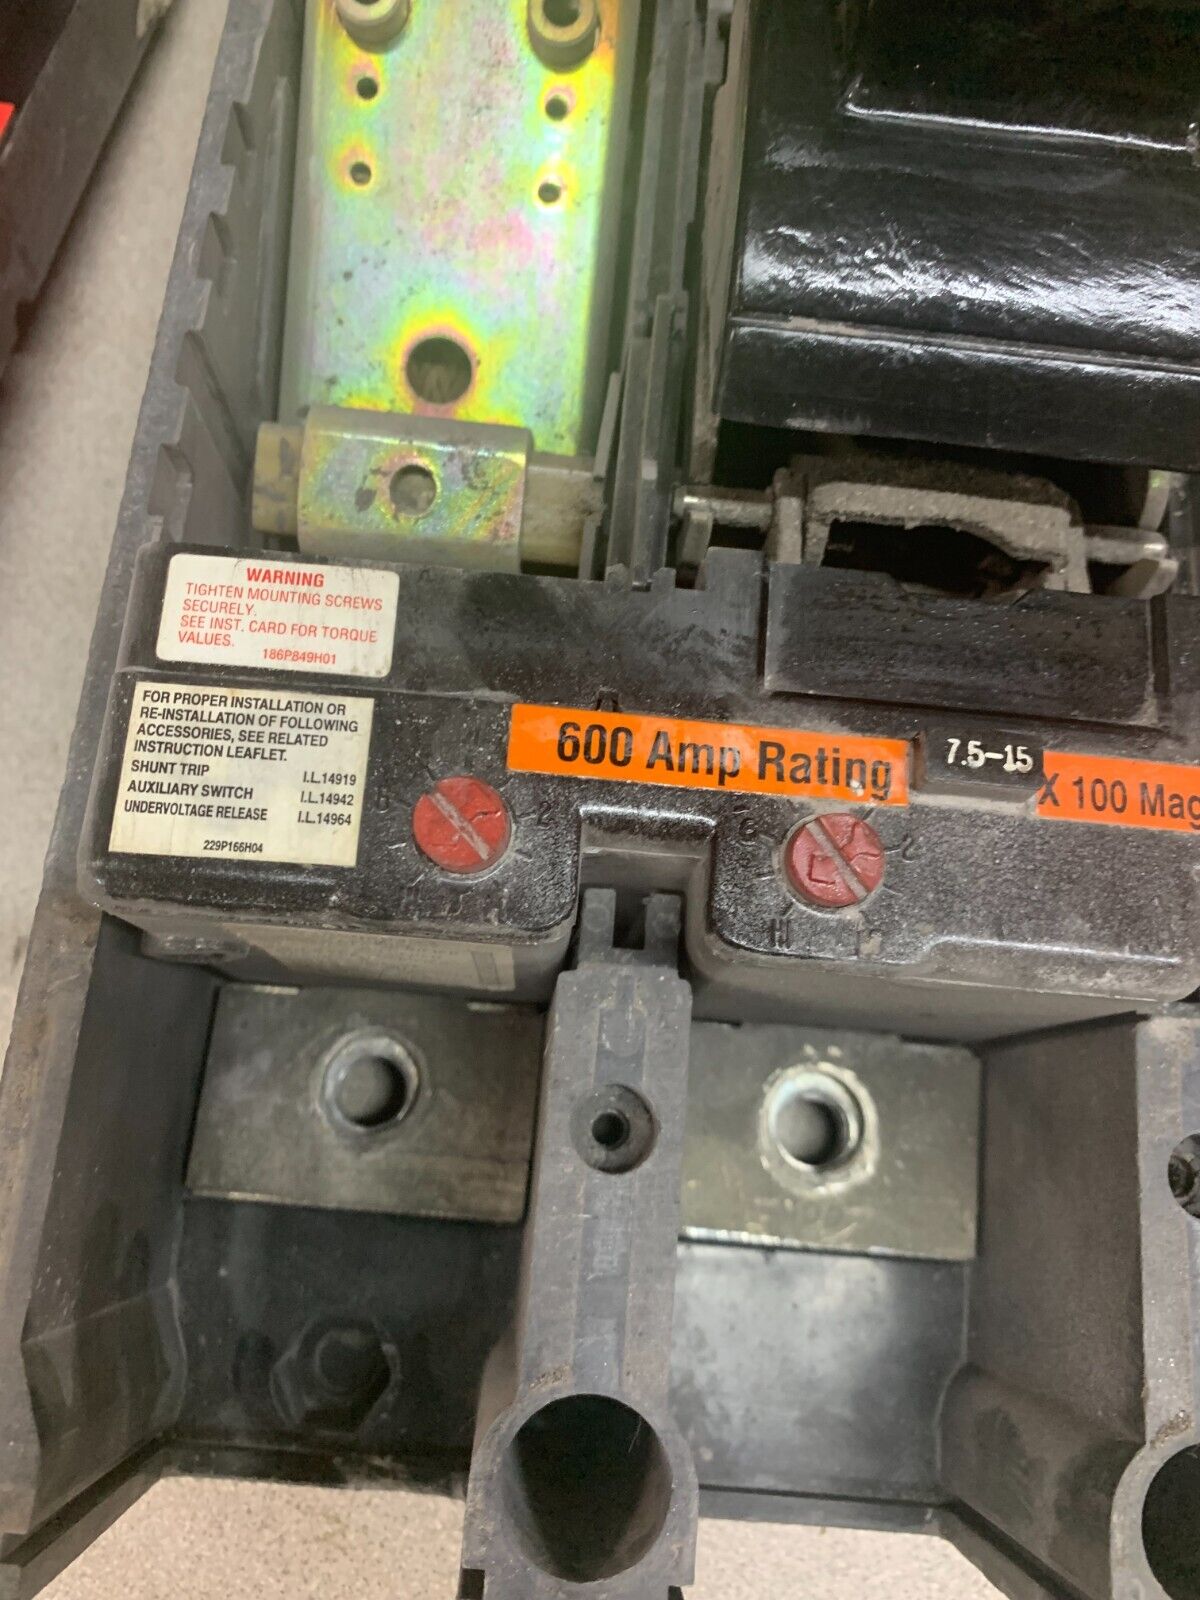 WARNING
TIGHTEN MOUNTING SCREWS
SECURELY.
SEE INST. CARD FOR TORQUE
VALUES.
186P849H01
FOR PROPER INSTALLATION OR
RE-INSTALLATION OF FOLLOWING
ACCESSORIES, SEE RELATED
INSTRUCTION LEAFLET.
SHUNT TRIP I.L.14919
AUXILIARY SWITCH I.L.14942
UNDERVOLTAGE RELEASE I.L.14964
229P166H04
600 Amp Rating
7.5-15
X 100 Mag
2
2